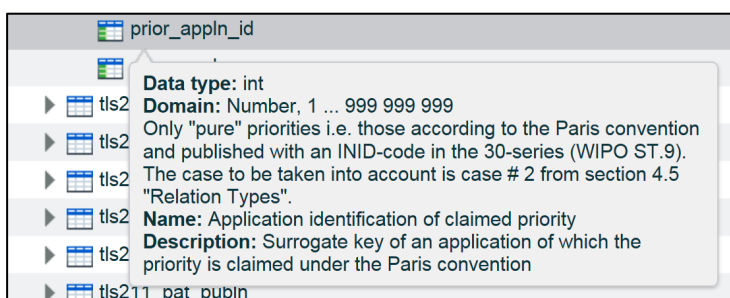 prior_appln_id
Data type: int
tls2 Domain: Number, 1 ... 999 999 999
Only "pure" priorities i.e. those according to the Paris convention
tls2 and published with an INID-code in the 30-series (WIPO ST.9).
tls2 The case to be taken into account is case # 2 from section 4.5
"Relation Types".
tls2 Name: Application identification of claimed priority
Description: Surrogate key of an application of which the
tls2 priority is claimed under the Paris convention
tls211_pat_publn